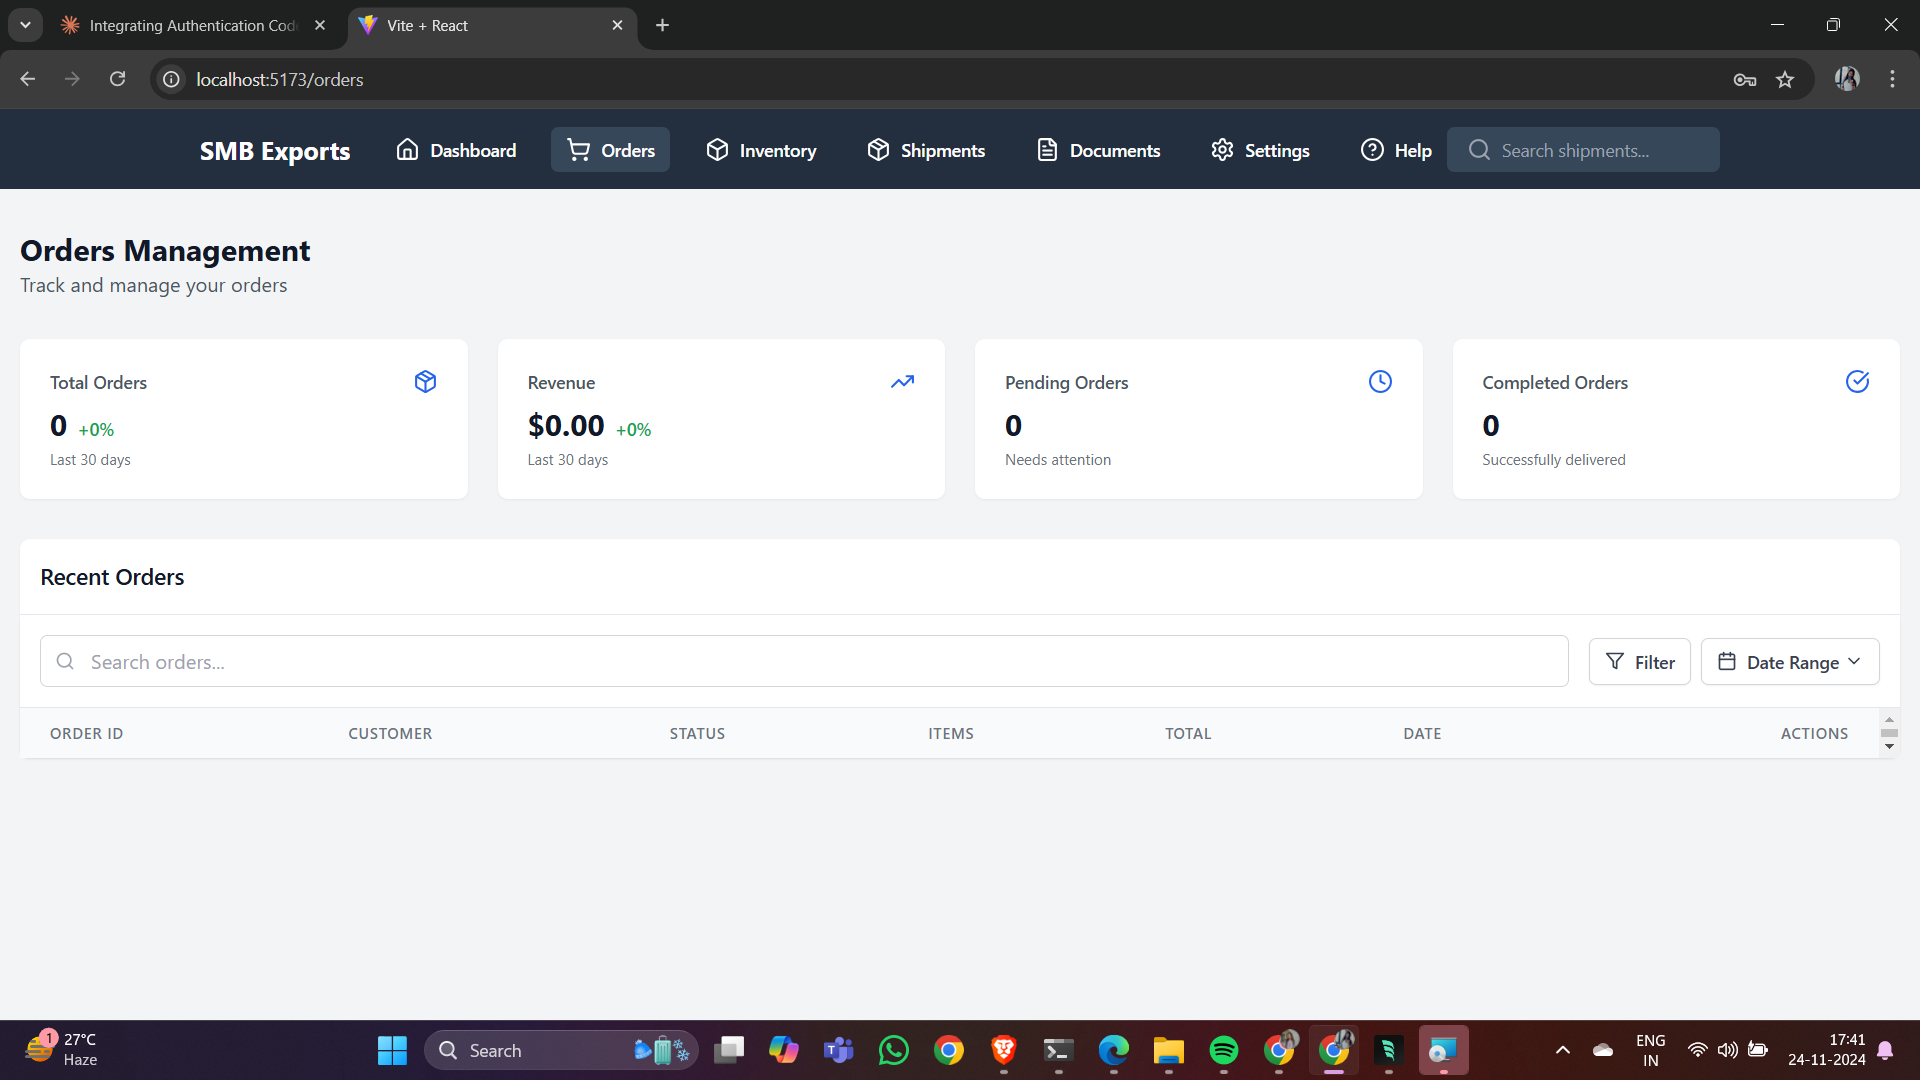 Integrating Authentication Cod
Vite + React
localhost:5173/orders
SMB Exports
Dashboard
Orders
Inventory
Shipments
Documents
Settings
Help
Search shipments...
Orders Management
Track and manage your orders
Total Orders
0 +0%
Last 30 days
Revenue
$0.00 +0%
Last 30 days
Pending Orders
0
Needs attention
Completed Orders
0
Successfully delivered
Recent Orders
Search orders...
Filter
Date Range
ORDER ID CUSTOMER STATUS ITEMS TOTAL DATE ACTIONS
1
27°C
Haze
Search
ENG
IN
17:41
24-11-2024